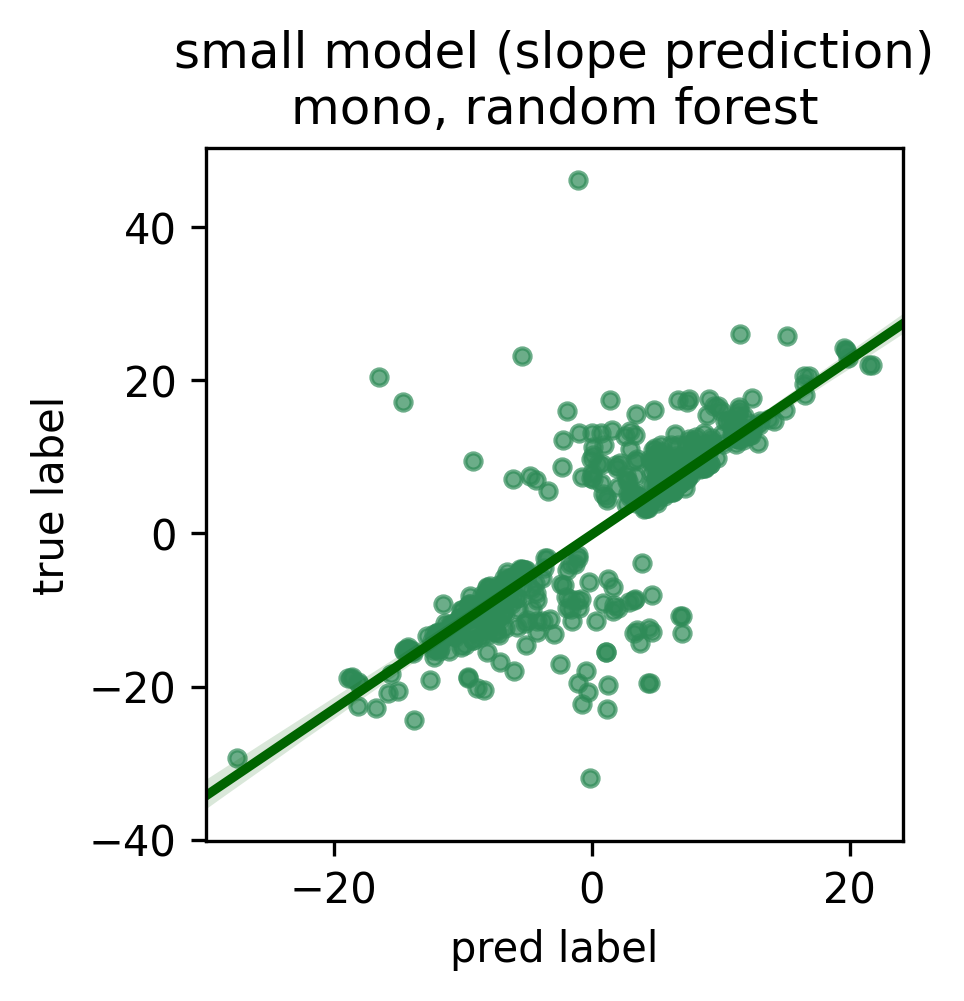 small model (slope prediction)
mono, random forest
40
20
0
−20
−40
true label
−20
0
20
pred label